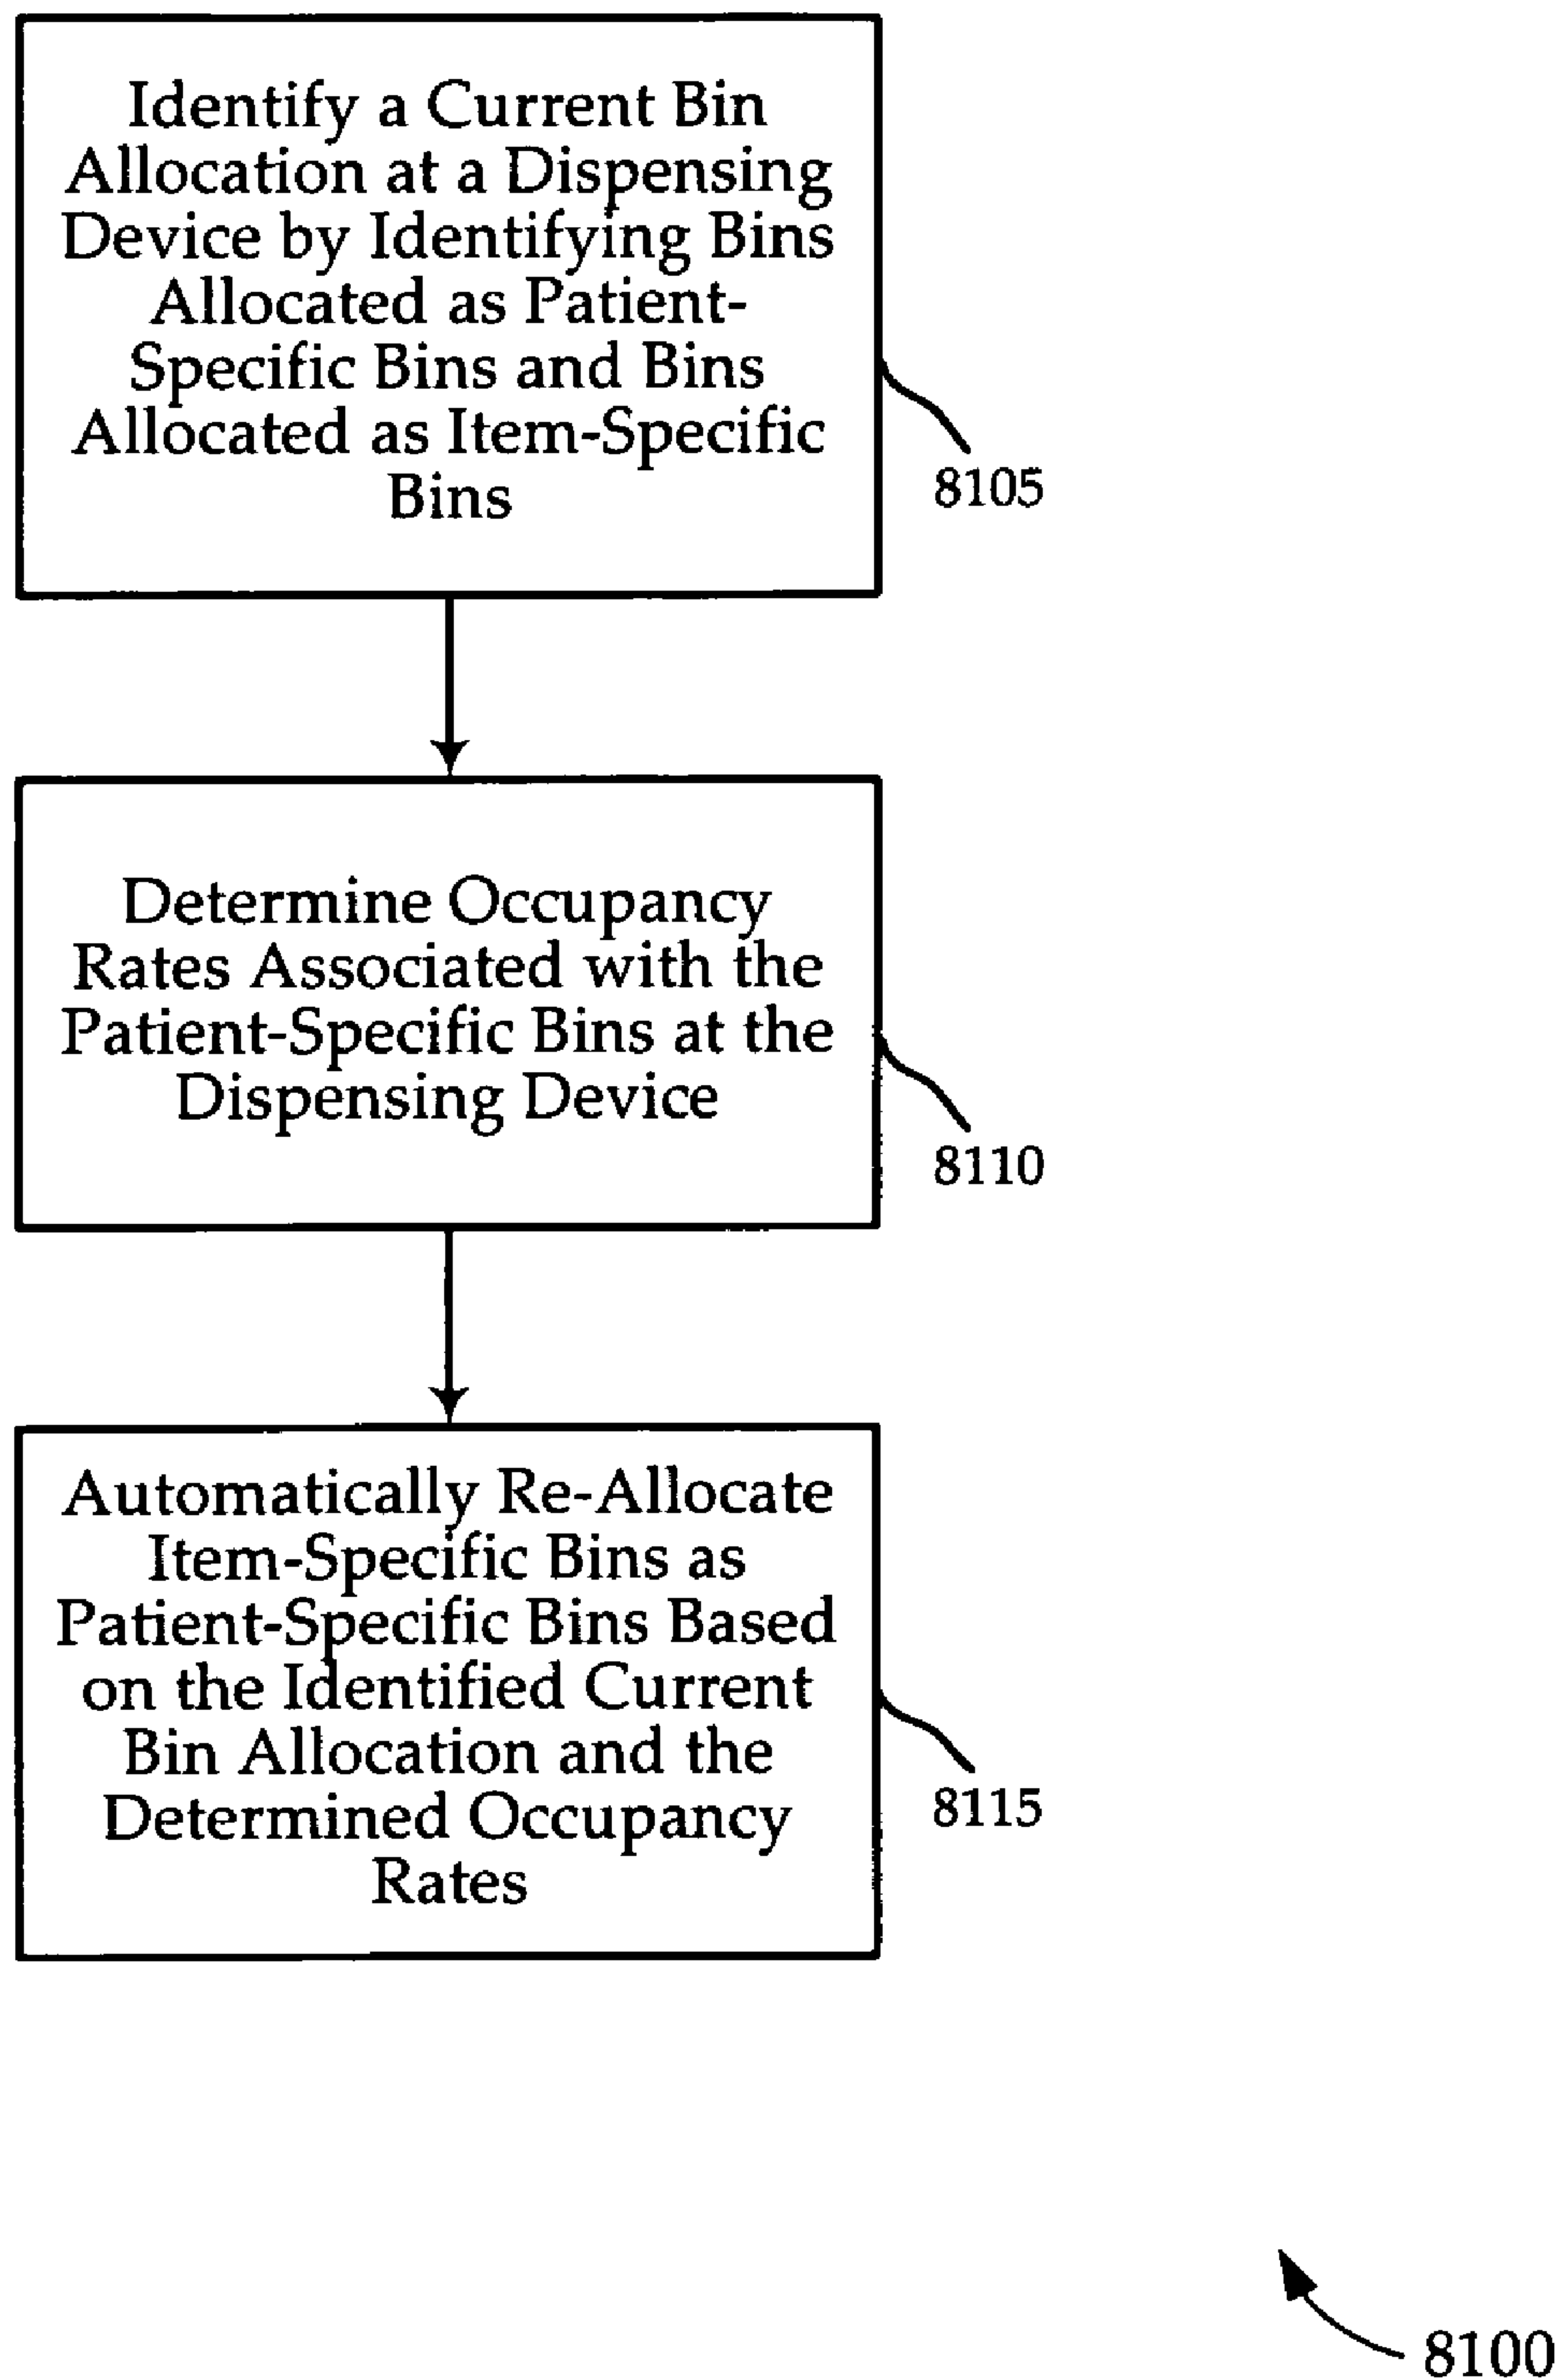 Identify a Current Bin
Allocation at a Dispensing
Device by Identifying Bins
Allocated as Patient-
Specific Bins and Bins
Allocated as Item-Specific
Bins
8105
Determine Occupancy
Rates Associated with the
Patient-Specific Bins at the
Dispensing Device
8110
Automatically Re-Allocate
Item-Specific Bins as
Patient-Specific Bins Based
on the Identified Current
Bin Allocation and the
Determined Occupancy
Rates
8115
8100